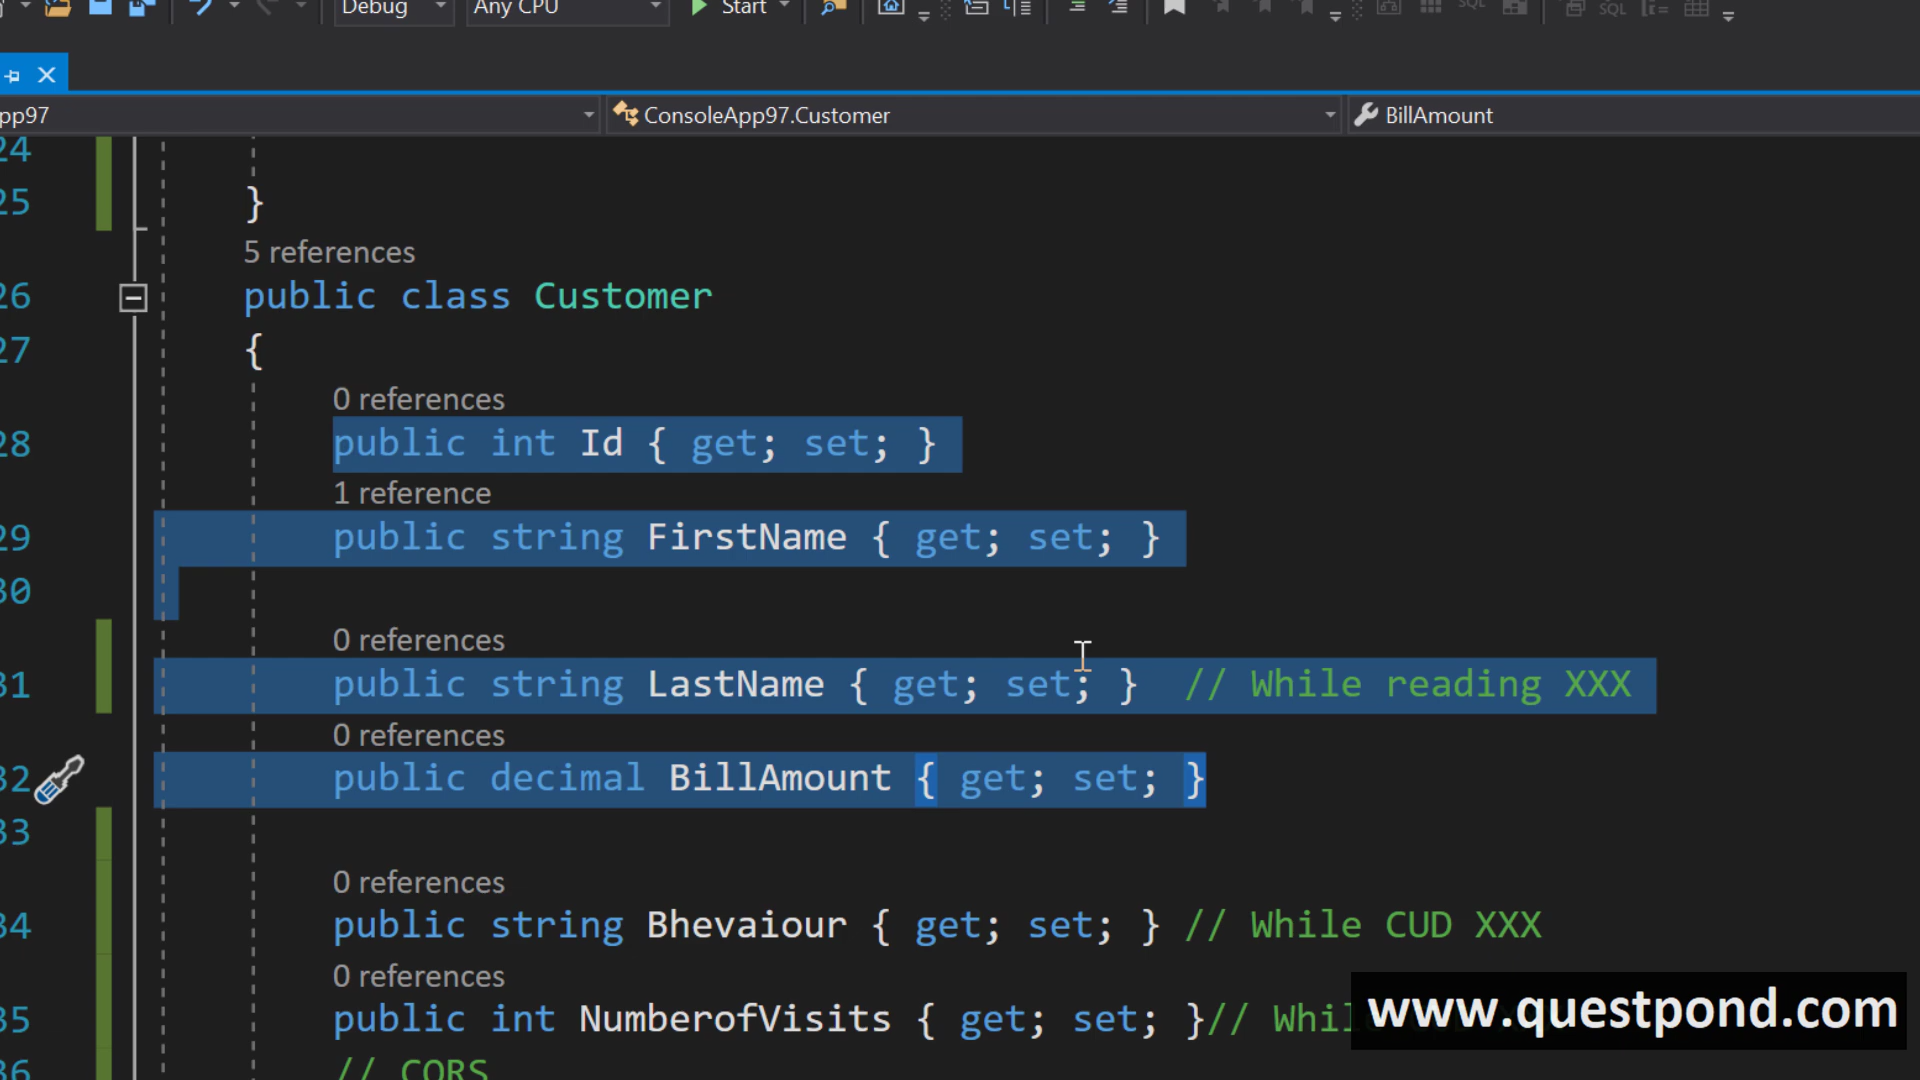 Debug Any CPU Start
pp97 ConsoleApp97.Customer BillAmount
24
25 }
5 references
26 public class Customer
27 {
0 references
28 public int Id { get; set; }
1 reference
29 public string FirstName { get; set; }
30
0 references
31 public string LastName { get; set; } // While reading XXX
0 references
32 public decimal BillAmount { get; set; }
33
0 references
34 public string Bhevaiour { get; set; } // While CUD XXX
0 references
35 public int NumberofVisits { get; set; }// Whil
36 // CORS
www.questpond.com